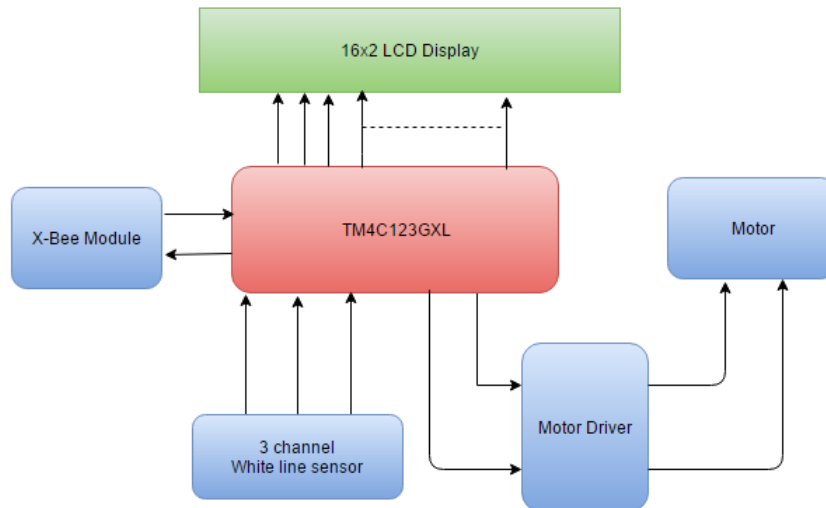 16x2 LCD Display
X-Bee Module
TM4C123GXL
Motor
3 channel
White line sensor
Motor Driver